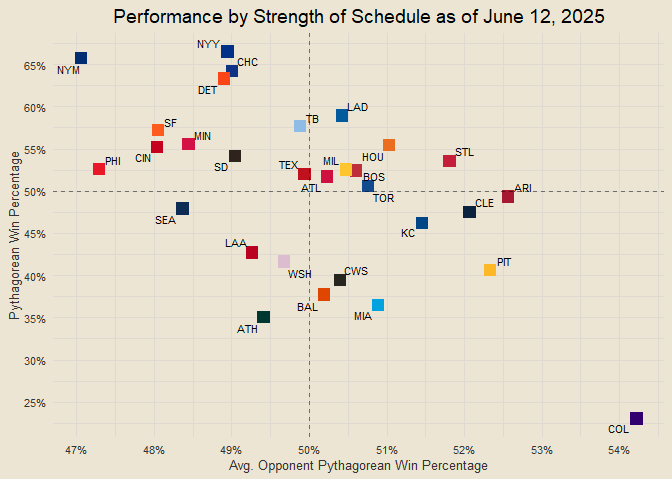 Performance by Strength of Schedule as of June 12, 2025
NYY
CHC
NYM
65%
DET
60%
LAD
TB
SF
MIN
CIN
55%
STL
HOU
PHI
SD
TEX
MIL
BOS
ATL
50%
ARI
TOR
CLE
SEA
45%
KC
LAA
PIT
WSH
CWS
40%
BAL
MIA
35%
ATH
30%
25%
COL
Pythagorean Win Percentage
47%
48%
49%
50%
51%
52%
53%
54%
Avg. Opponent Pythagorean Win Percentage